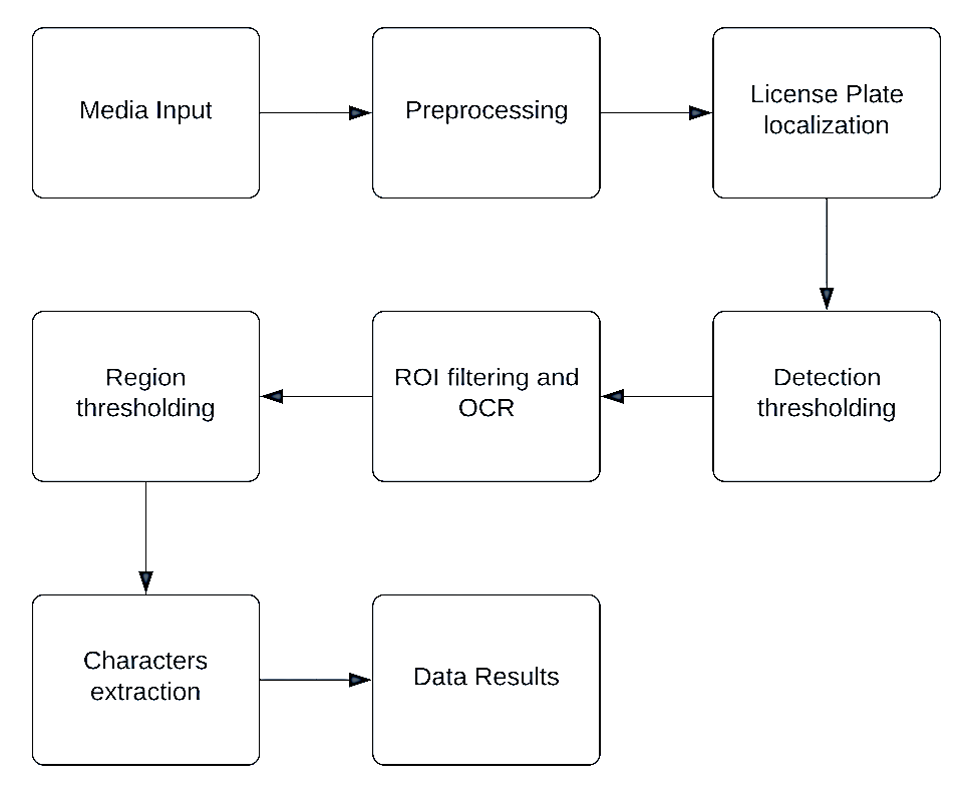 Media Input
Preprocessing
License Plate
localization
Detection
thresholding
ROI filtering and
OCR
Region
thresholding
Characters
extraction
Data Results